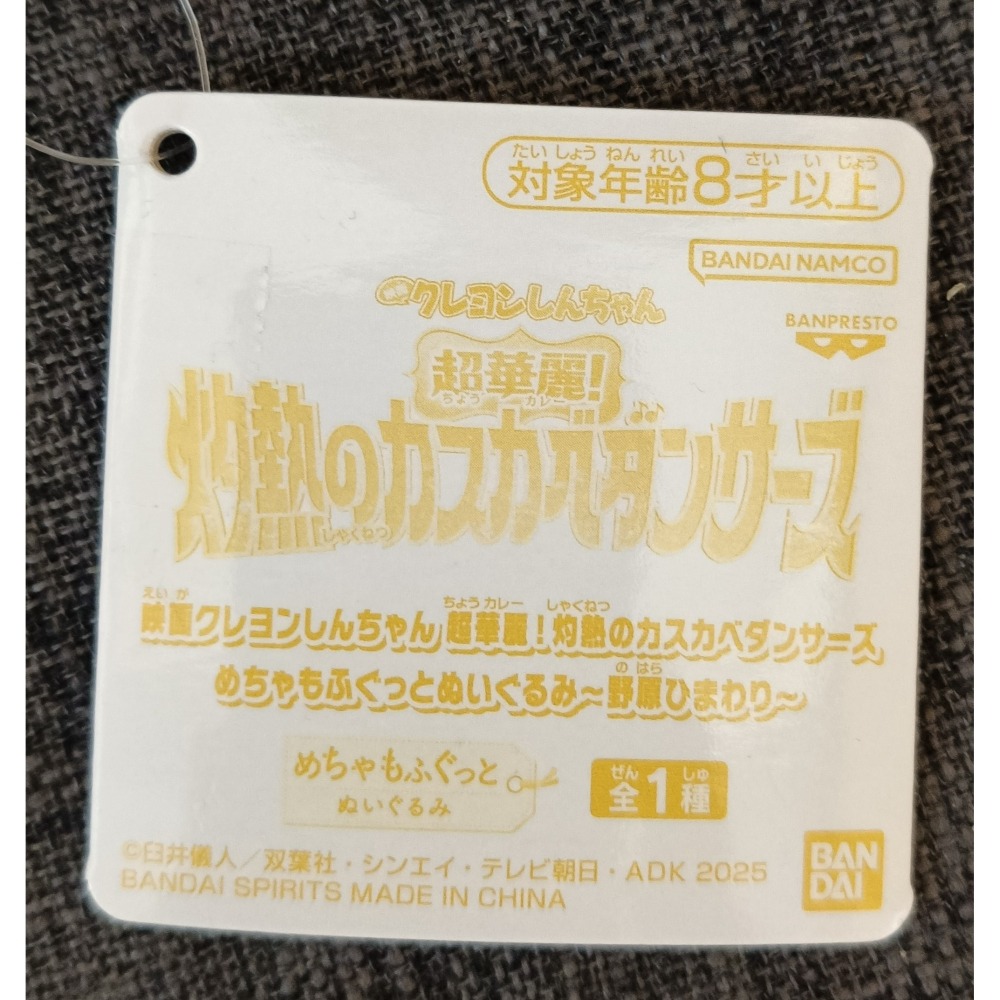 たいしょうねんれい さいいじょう
対象年齢8才以上
BANDAI NAMCO
クレヨンしんちゃん
BANPRESTO
超華麗!
ちょう カレー
灼熱のカスカベダンサーズ
しゃくねつ
えいが ちょうカレー しゃくねつ
映画クレヨンしんちゃん 超華麗!灼熱のカスカベダンサーズ
の はら
めちゃもふぐっとぬいぐるみ~野原ひまわり~
めちゃもふぐっと
ぬいぐるみ
ぜん しゅ
全1種
©臼井儀人/双葉社・シンエイ・テレビ朝日・ADK 2025
BANDAI SPIRITS MADE IN CHINA
BAN
DAI